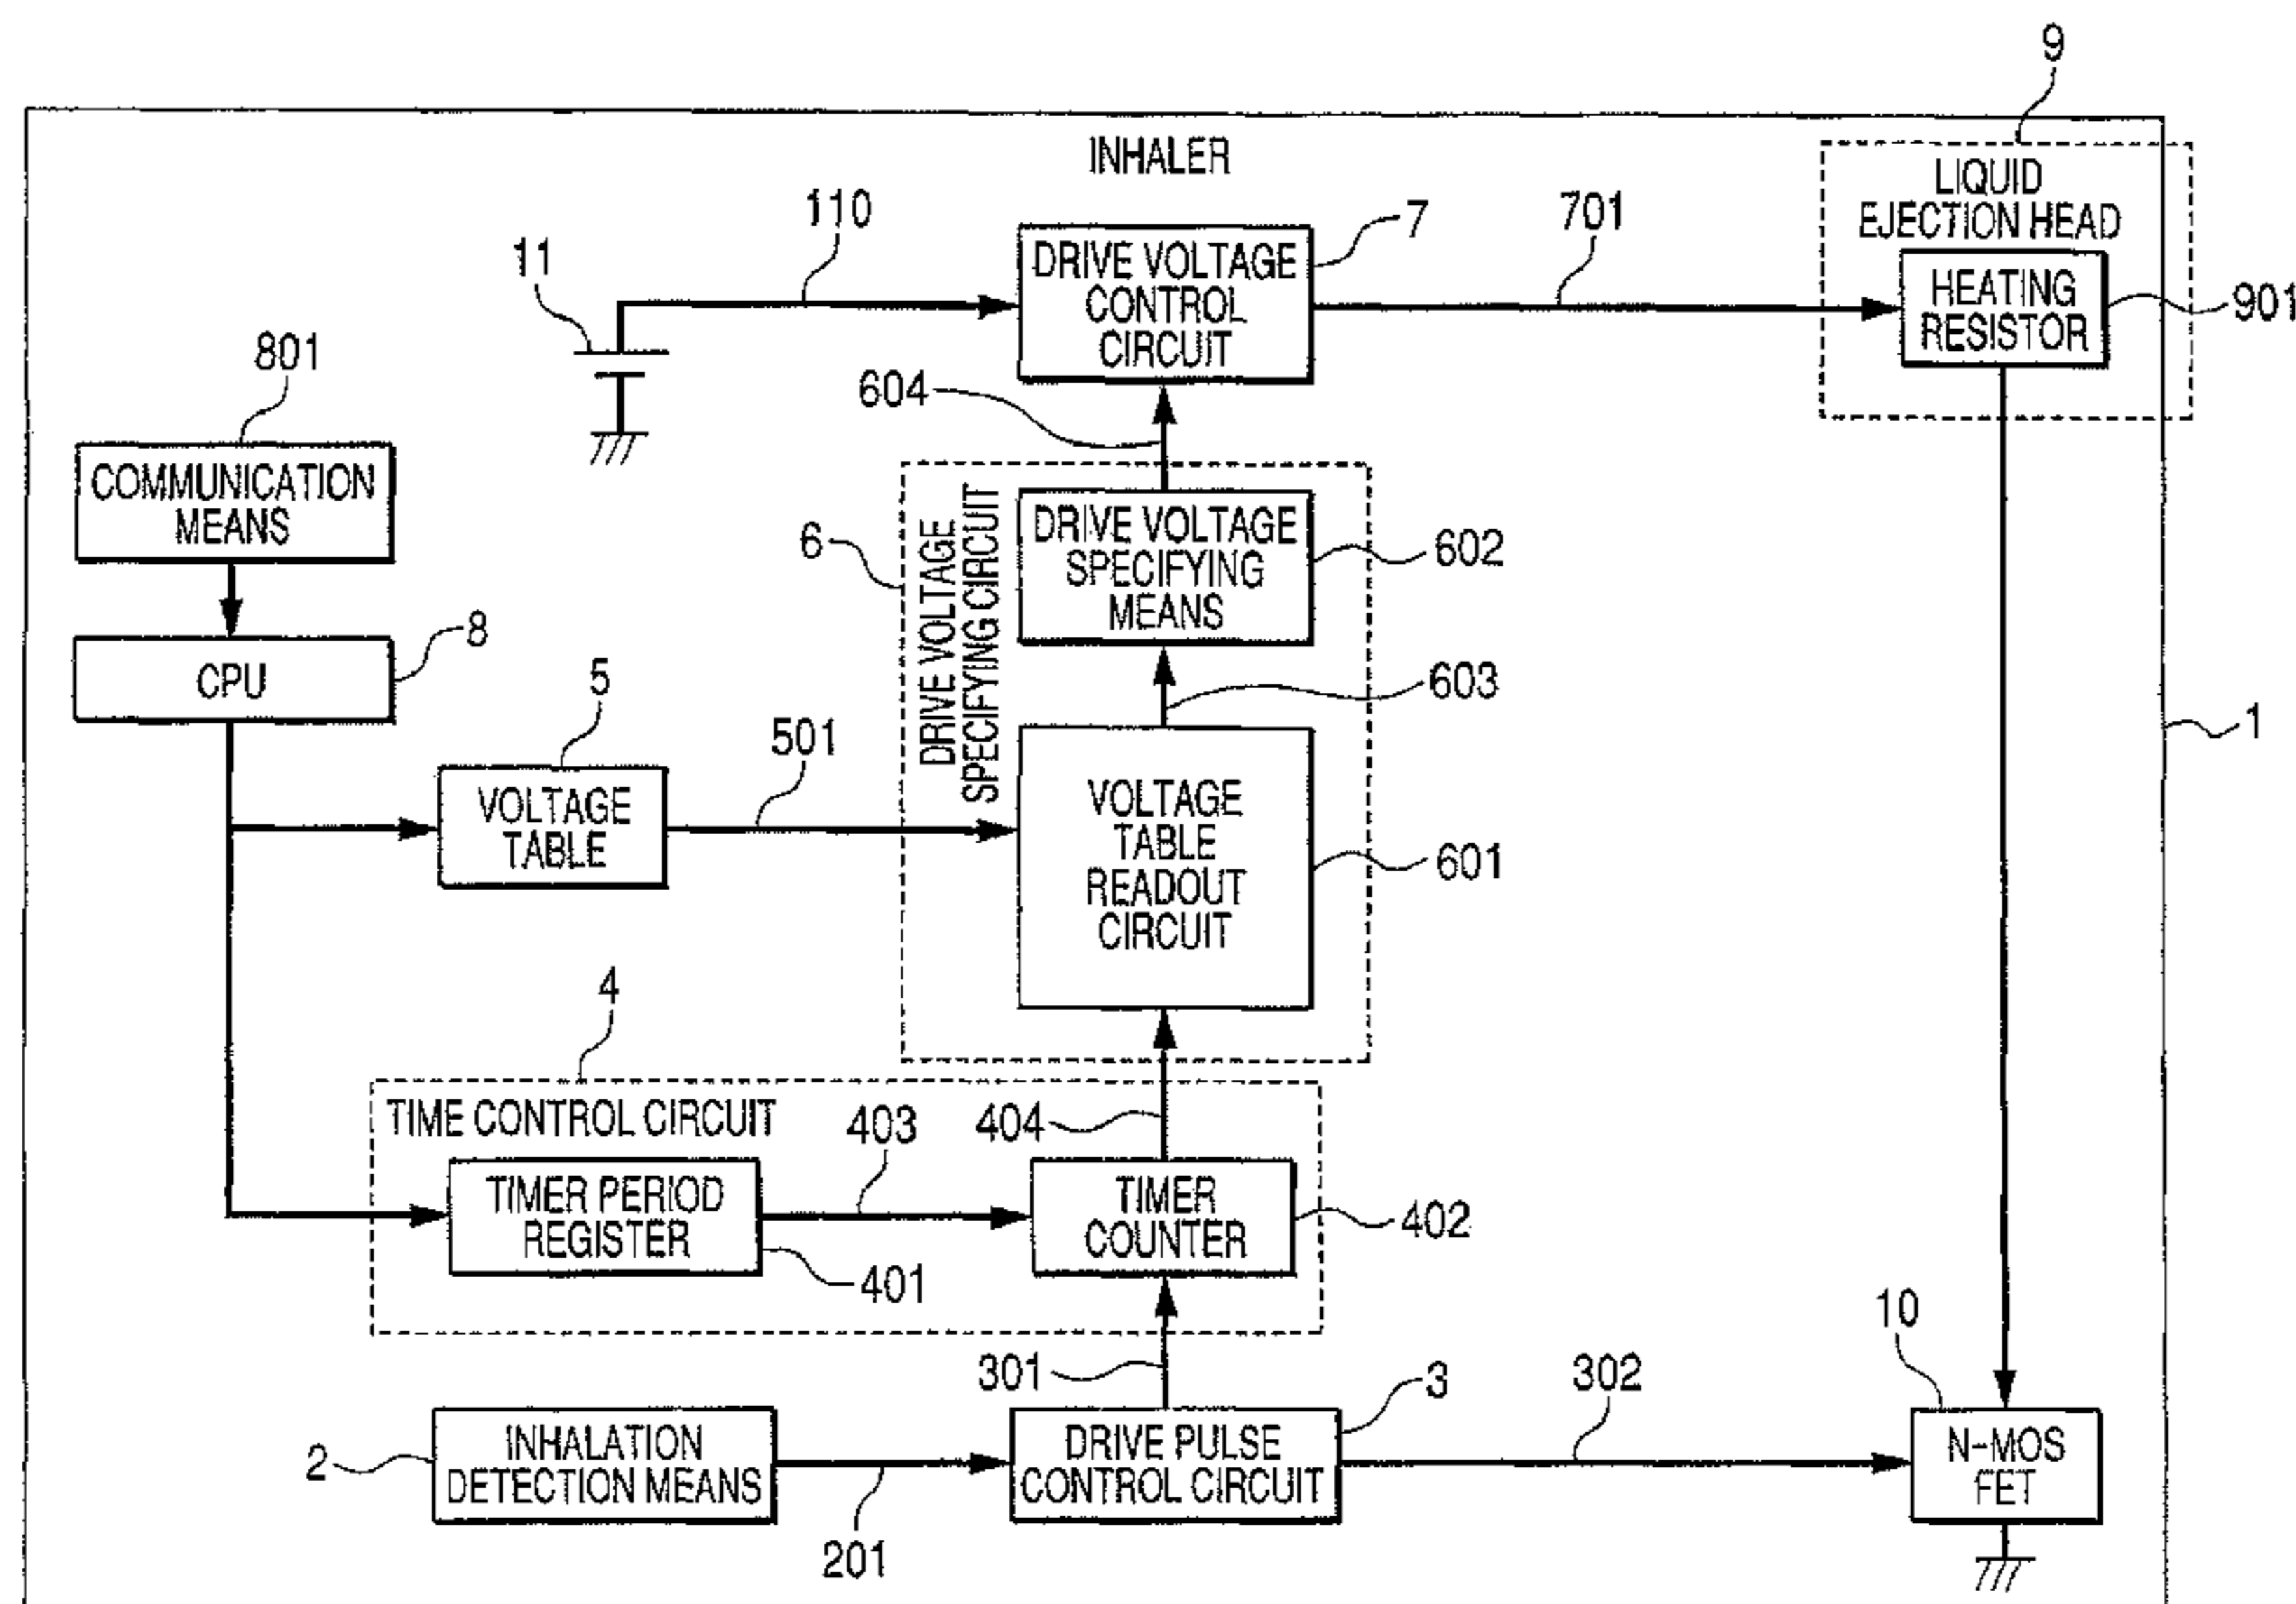 9
INHALER
LIQUID
EJECTION HEAD
110
7
701
11
DRIVE VOLTAGE
CONTROL
CIRCUIT
HEATING
RESISTOR
901
801
604
COMMUNICATION
MEANS
6
DRIVE VOLTAGE
SPECIFYING CIRCUIT
DRIVE VOLTAGE
SPECIFYING
MEANS
602
8
CPU
5
603
1
501
VOLTAGE
TABLE
VOLTAGE
TABLE
READOUT
CIRCUIT
601
4
TIME CONTROL CIRCUIT
403
404
TIMER PERIOD
REGISTER
401
TIMER
COUNTER
402
10
301
3
302
2
INHALATION
DETECTION MEANS
201
DRIVE PULSE
CONTROL CIRCUIT
N-MOS
FET